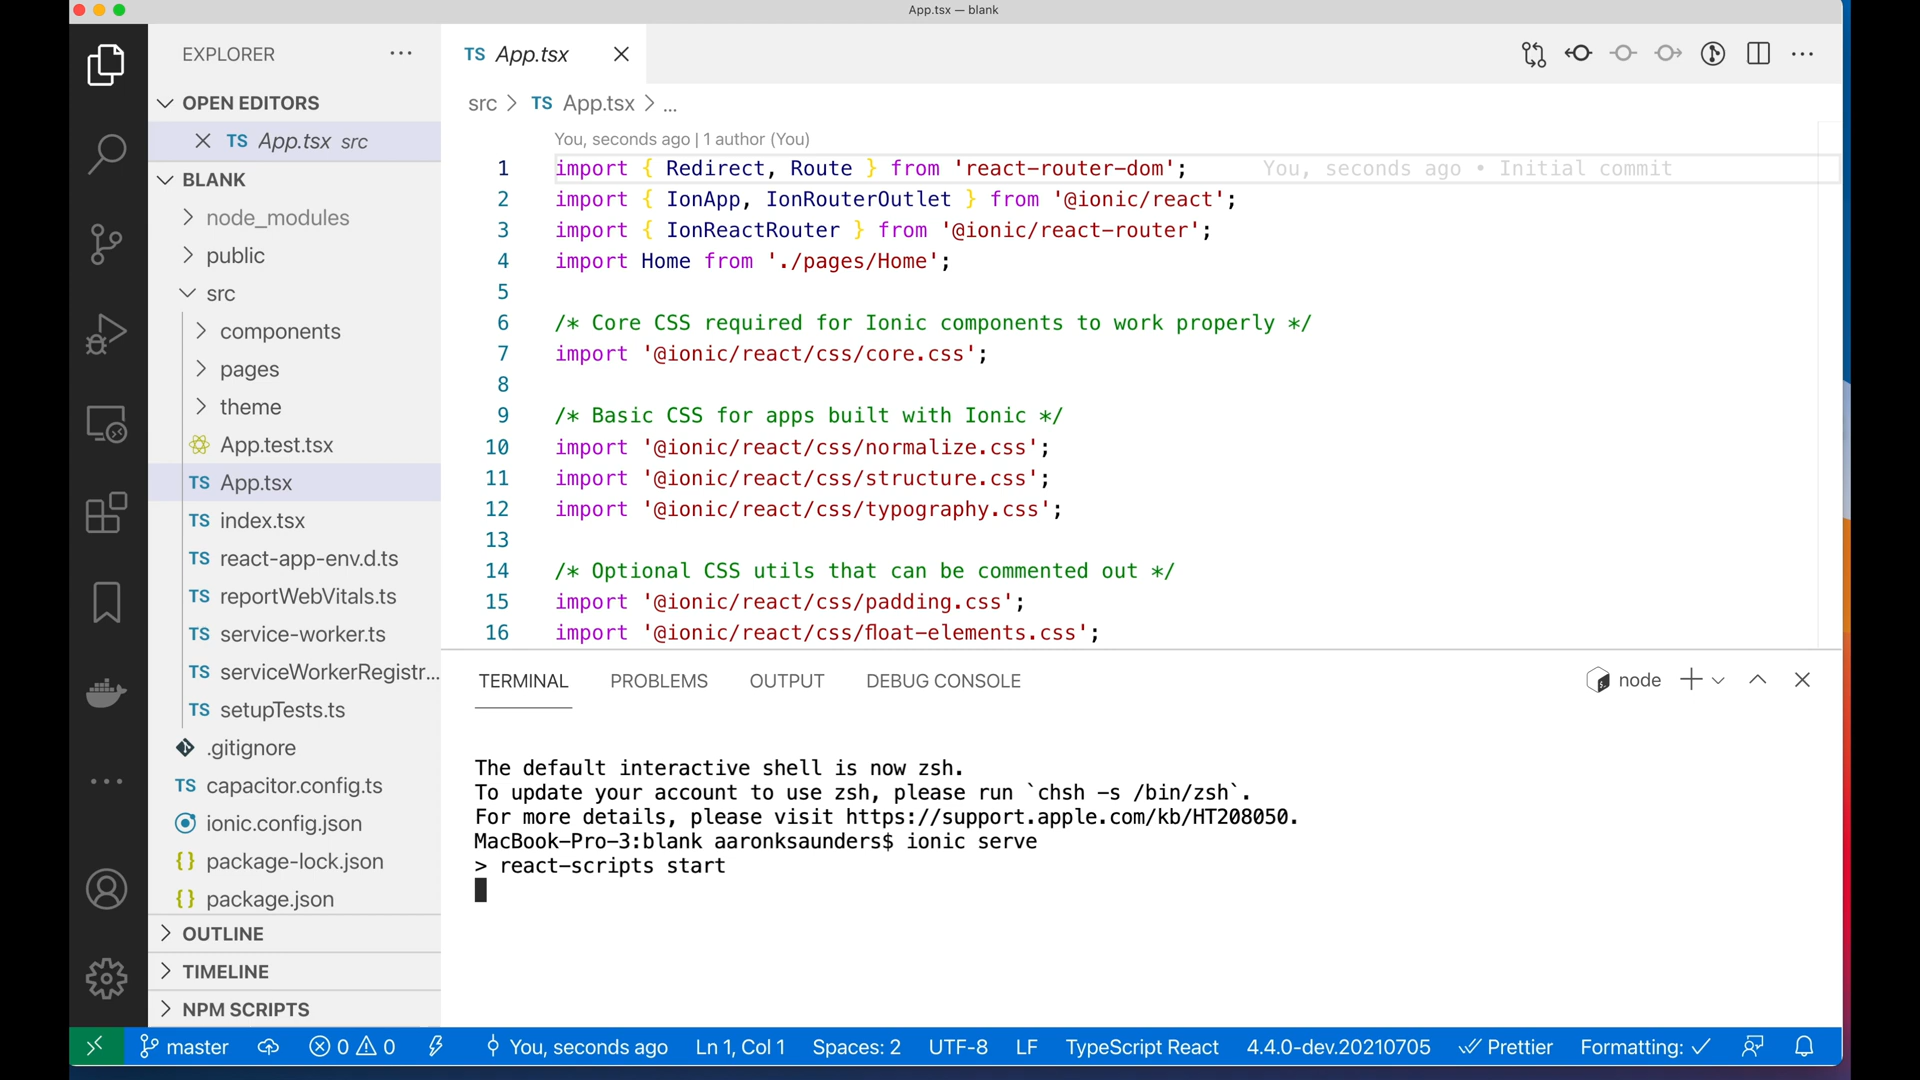 App.tsx — blank
EXPLORER
OPEN EDITORS
TS App.tsx src
BLANK
node_modules
public
src
components
pages
theme
App.test.tsx
TS App.tsx
TS index.tsx
TS react-app-env.d.ts
TS reportWebVitals.ts
TS service-worker.ts
TS serviceWorkerRegistr...
TS setupTests.ts
.gitignore
TS capacitor.config.ts
ionic.config.json
{} package-lock.json
{} package.json
OUTLINE
TIMELINE
NPM SCRIPTS
TS App.tsx
src > TS App.tsx > ...
You, seconds ago | 1 author (You)
1 import { Redirect, Route } from 'react-router-dom'; You, seconds ago • Initial commit
2 import { IonApp, IonRouterOutlet } from '@ionic/react';
3 import { IonReactRouter } from '@ionic/react-router';
4 import Home from './pages/Home';
5
6 /* Core CSS required for Ionic components to work properly */
7 import '@ionic/react/css/core.css';
8
9 /* Basic CSS for apps built with Ionic */
10 import '@ionic/react/css/normalize.css';
11 import '@ionic/react/css/structure.css';
12 import '@ionic/react/css/typography.css';
13
14 /* Optional CSS utils that can be commented out */
15 import '@ionic/react/css/padding.css';
16 import '@ionic/react/css/float-elements.css';
TERMINAL PROBLEMS OUTPUT DEBUG CONSOLE node
The default interactive shell is now zsh.
To update your account to use zsh, please run `chsh -s /bin/zsh`.
For more details, please visit https://support.apple.com/kb/HT208050.
MacBook-Pro-3:blank aaronksaunders$ ionic serve
> react-scripts start
master 0 0 You, seconds ago Ln 1, Col 1 Spaces: 2 UTF-8 LF TypeScript React 4.4.0-dev.20210705 Prettier Formatting: ✓